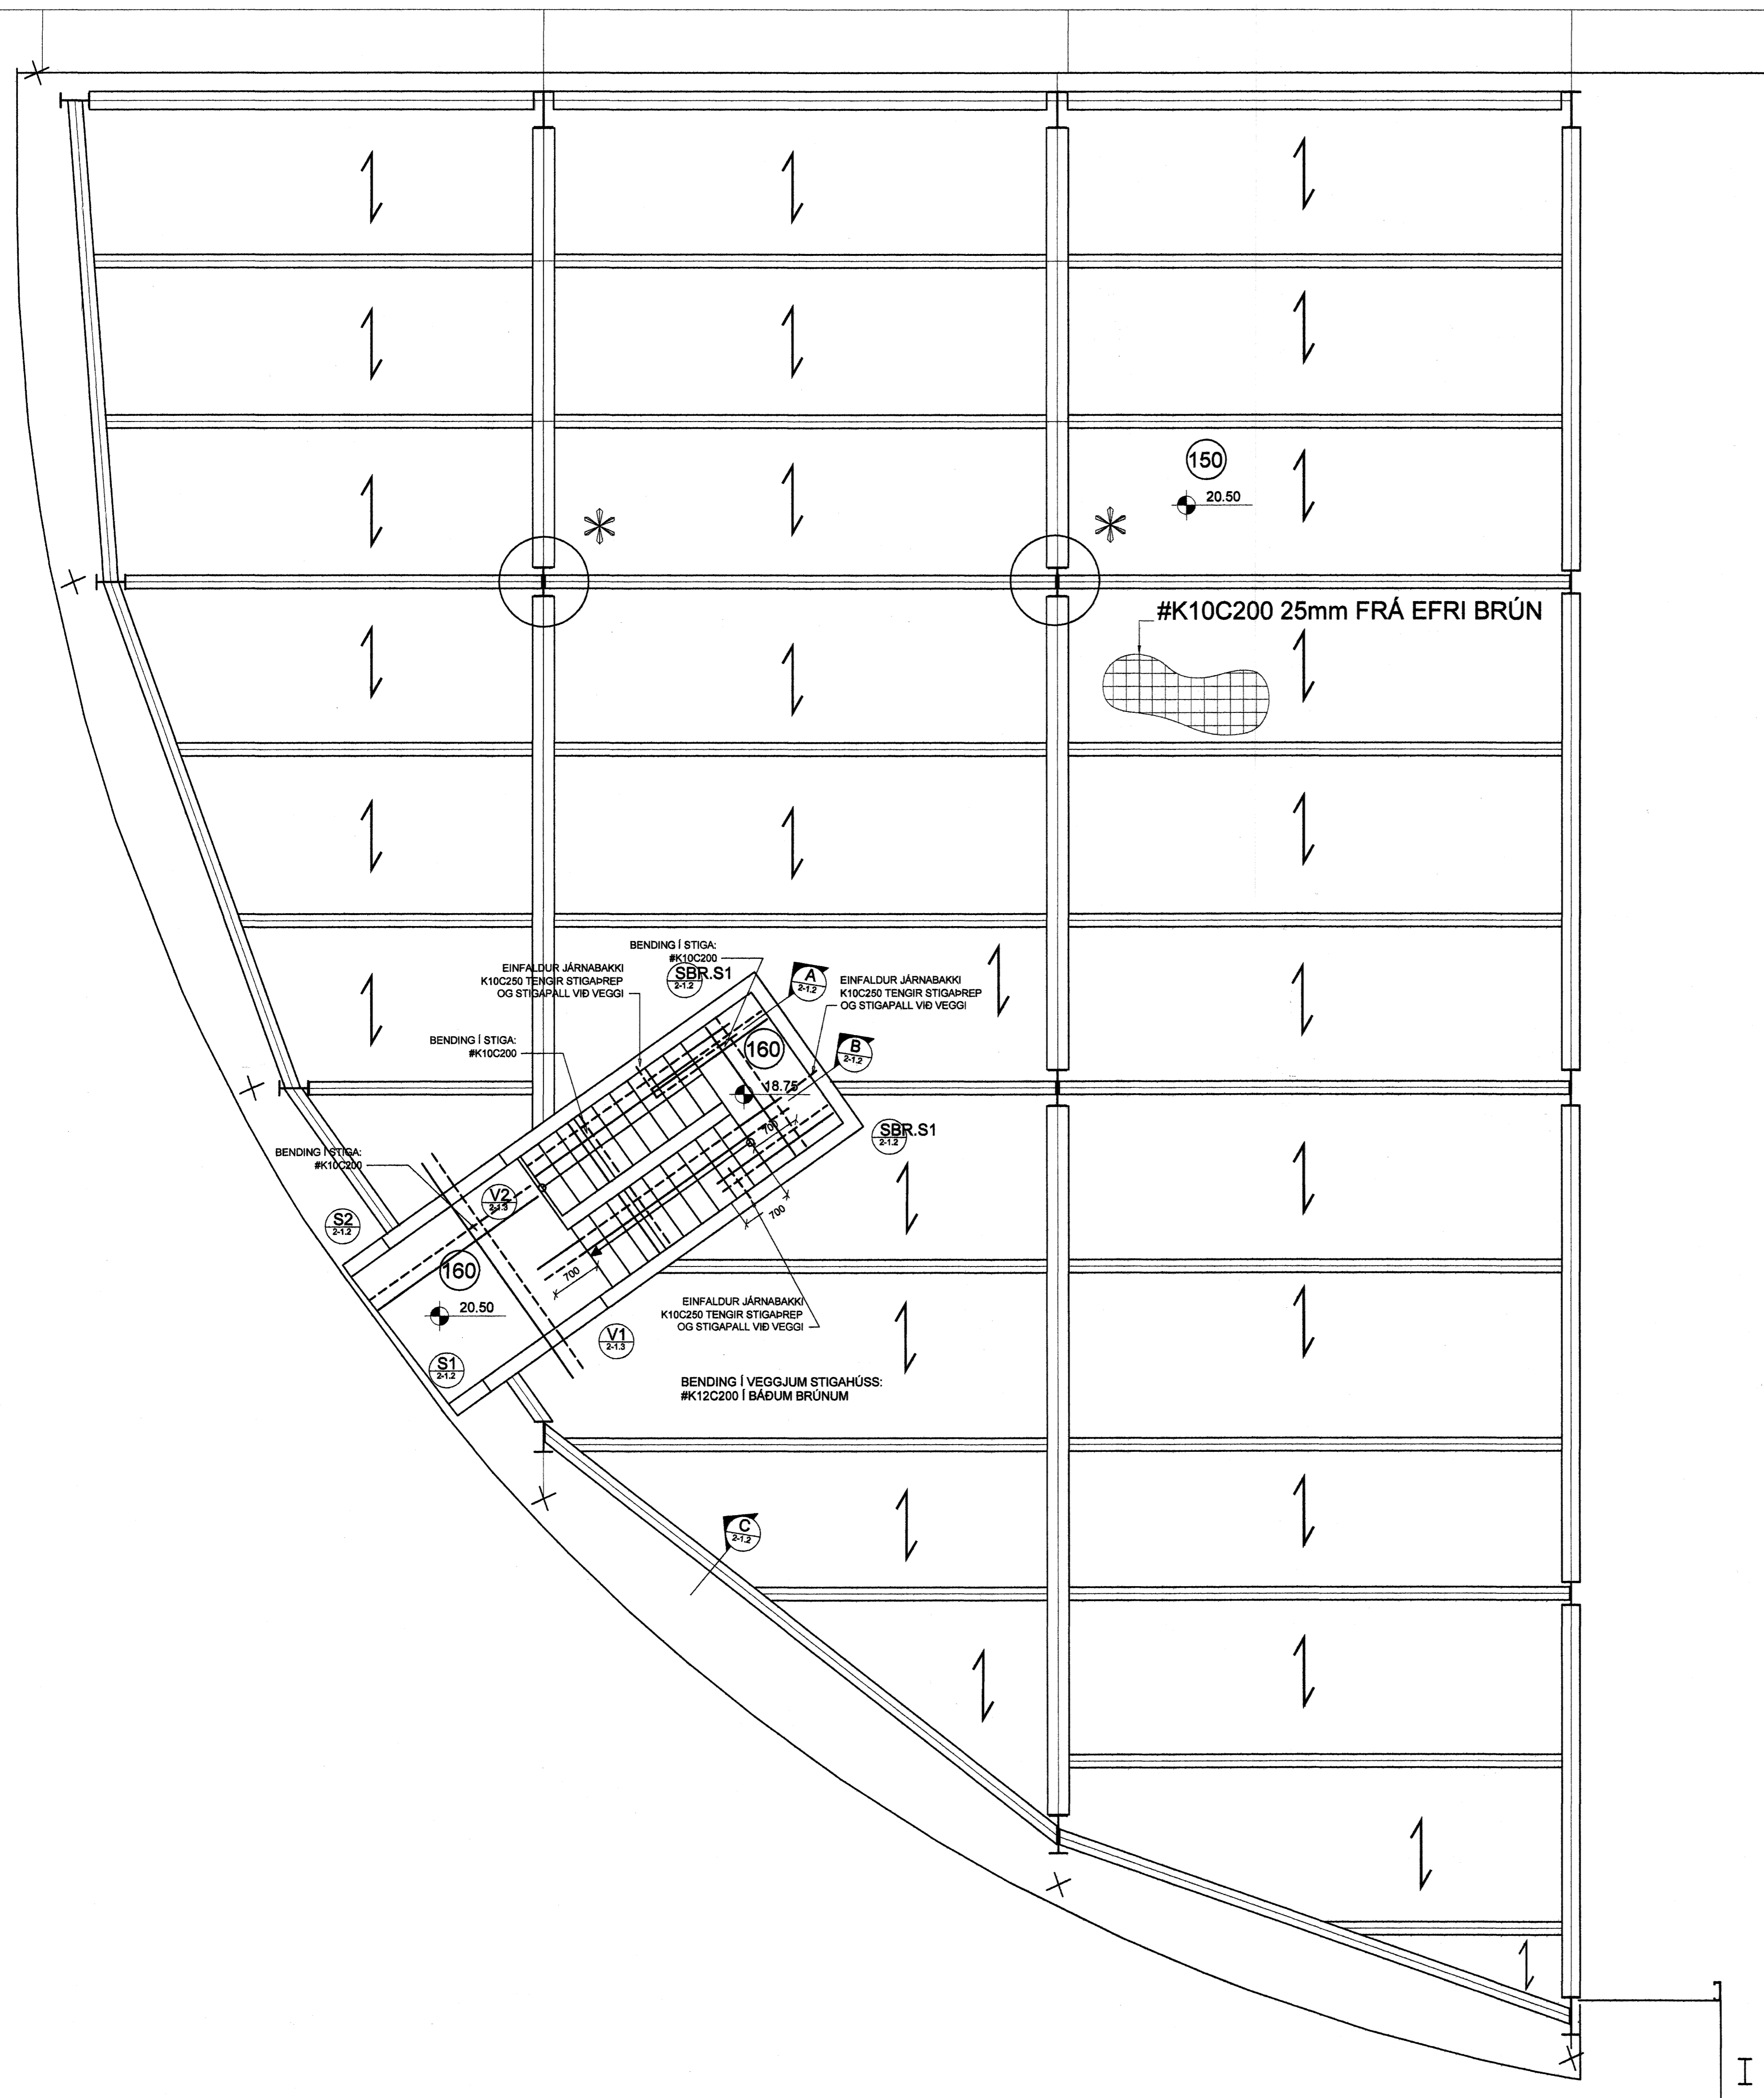 150
20.50
#K10C200 25mm FRÁ EFRI BRÚN
BENDING Í STIGA:
#K10C200
SBR.S1
2-1.2
EINFALDUR JÁRNABAKKI
K10C250 TENGIR STIGAÞREP
OG STIGAPALL VIÐ VEGGI
A
2-1.2
EINFALDUR JÁRNABAKKI
K10C250 TENGIR STIGAÞREP
OG STIGAPALL VIÐ VEGGI
BENDING Í STIGA:
#K10C200
160
B
2-1.2
18.75
700
SBR.S1
2-1.2
BENDING Í STIGA:
#K10C200
V2
2-1.3
S2
2-1.2
700
160
700
20.50
EINFALDUR JÁRNABAKKI
K10C250 TENGIR STIGAÞREP
OG STIGAPALL VIÐ VEGGI
V1
2-1.3
S1
2-1.2
BENDING Í VEGGJUM STIGAHÚSS:
#K12C200 Í BÁÐUM BRÚNUM
C
2-1.2